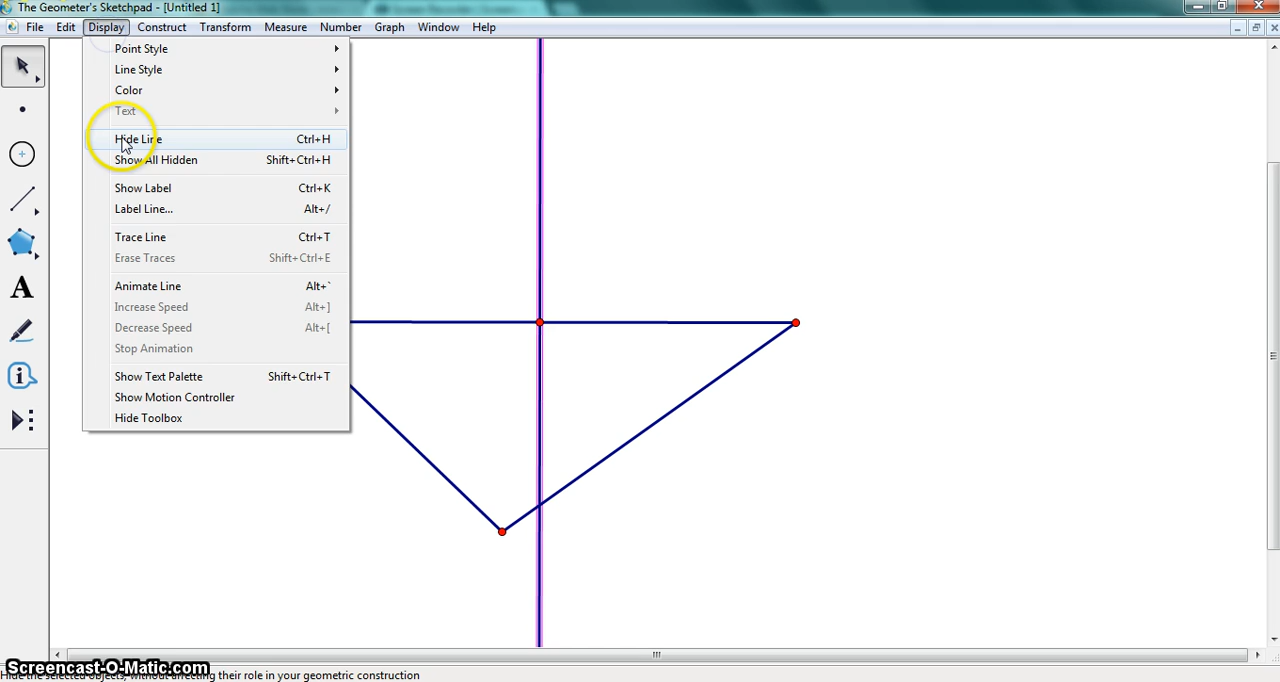 The Geometer's Sketchpad - [Untitled 1]
File Edit Display Construct Transform Measure Number Graph Window Help
Point Style
Line Style
Color
Text
Hide Line Ctrl+H
Show All Hidden Shift+Ctrl+H
Show Label Ctrl+K
Label Line... Alt+/
Trace Line Ctrl+T
Erase Traces Shift+Ctrl+E
Animate Line Alt+`
Increase Speed Alt+]
Decrease Speed Alt+[
Stop Animation
Show Text Palette Shift+Ctrl+T
Show Motion Controller
Hide Toolbox
A
i
Screencast-O-Matic.com
Hide the selected objects, without affecting their role in your geometric construction